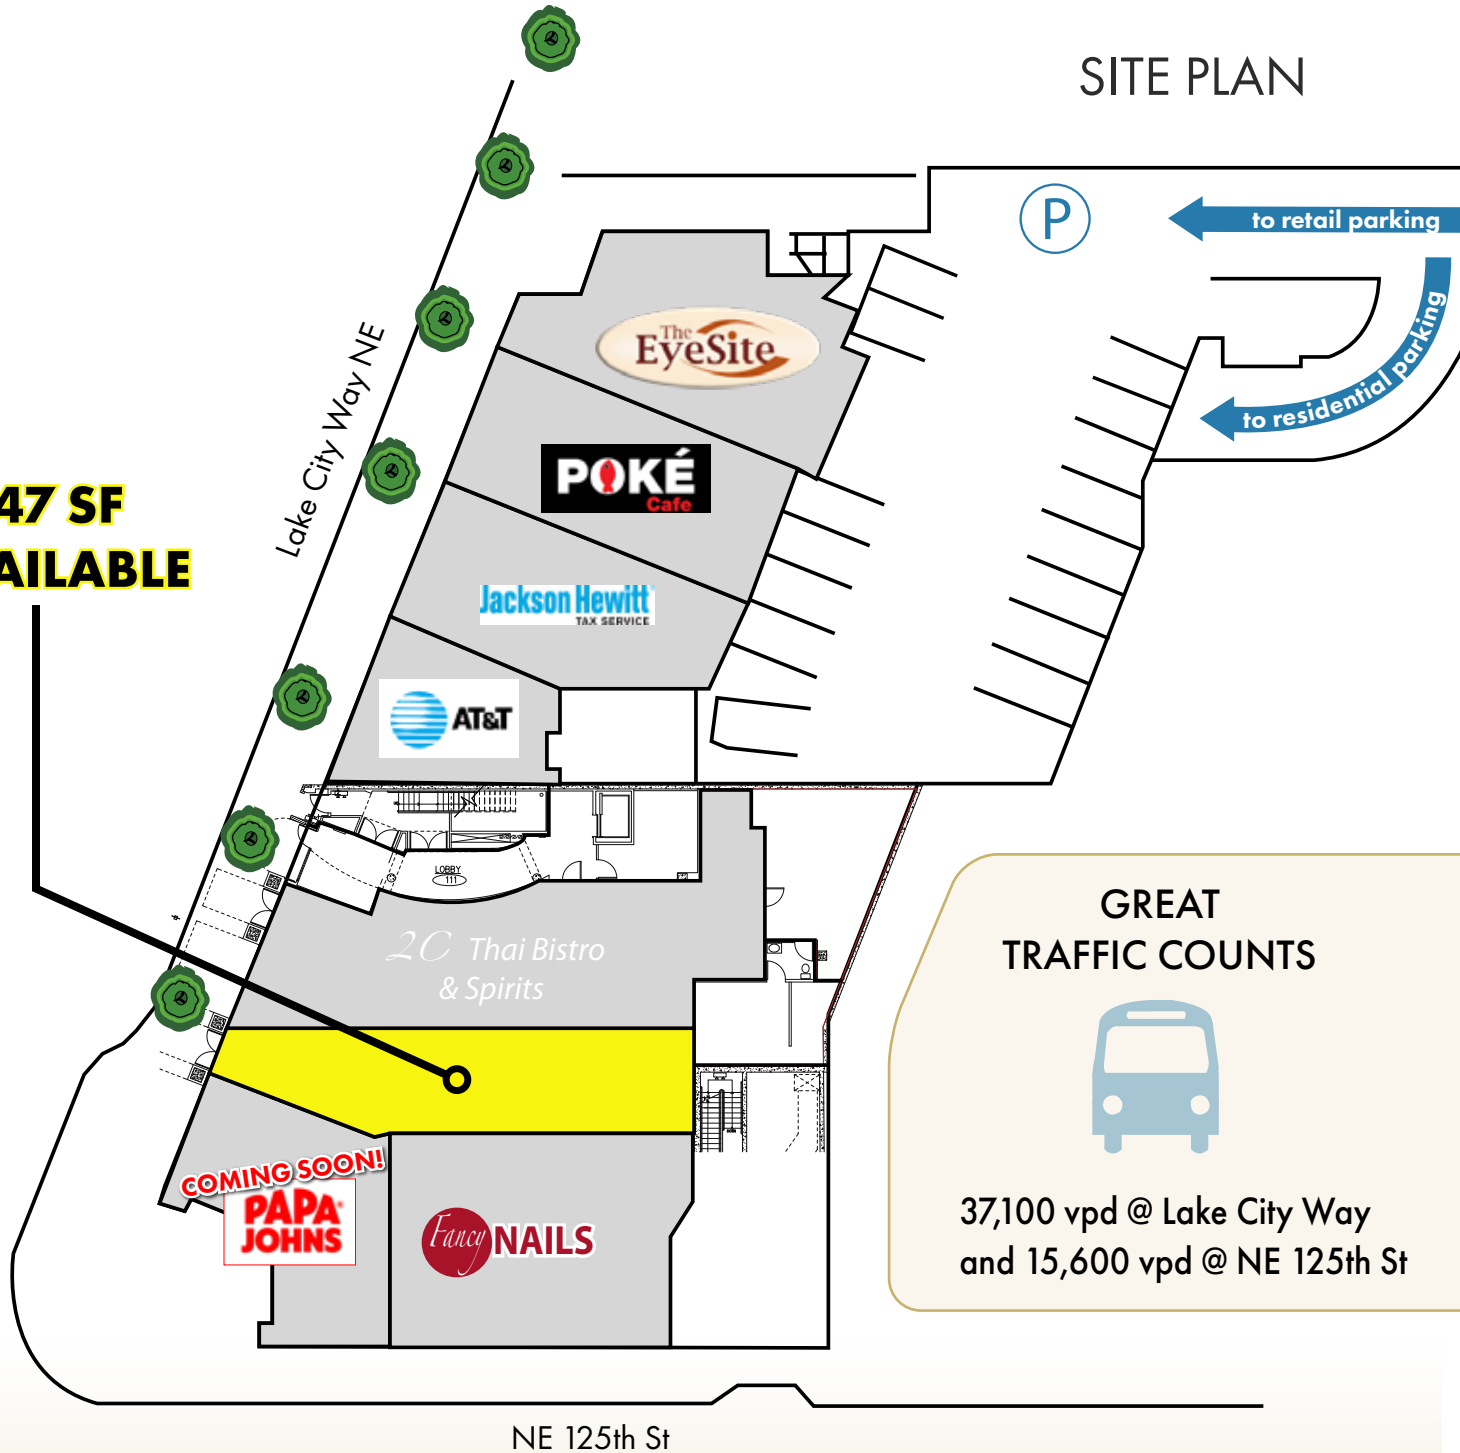 SITE PLAN
P
to retail parking
to residential parking
Lake City Way NE
The
EyeSite
POKÉ
Cafe
47 SF
AILABLE
Jackson Hewitt
TAX SERVICE
AT&T
LOBBY
111
2C Thai Bistro
& Spirits
GREAT
TRAFFIC COUNTS
37,100 vpd @ Lake City Way
and 15,600 vpd @ NE 125th St
COMING SOON!
PAPA
JOHNS
Fancy NAILS
NE 125th St